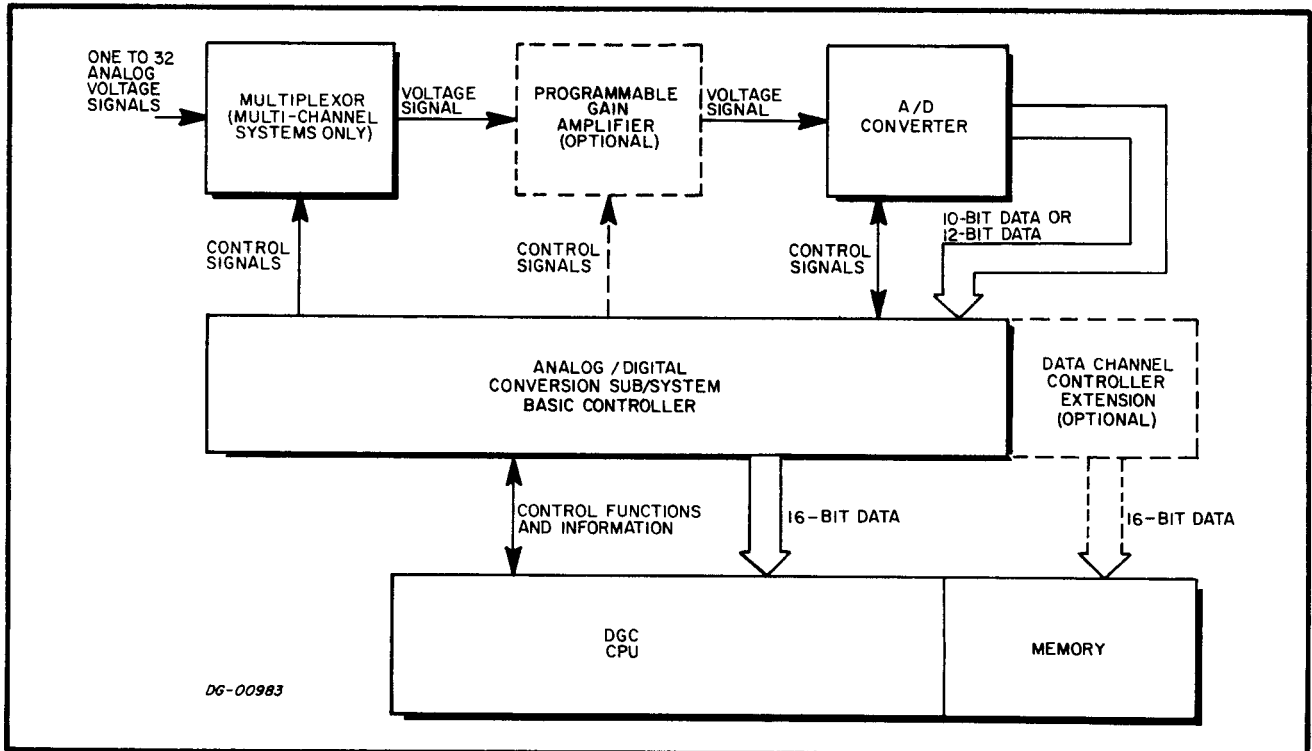 ONE TO 32
ANALOG
VOLTAGE
SIGNALS
MULTIPLEXOR
(MULTI-CHANNEL
SYSTEMS ONLY)
VOLTAGE
SIGNAL
PROGRAMMABLE
GAIN
AMPLIFIER
(OPTIONAL)
VOLTAGE
SIGNAL
A/D
CONVERTER
CONTROL
SIGNALS
CONTROL
SIGNALS
CONTROL
SIGNALS
10-BIT DATA OR
12-BIT DATA
ANALOG / DIGITAL
CONVERSION SUB/SYSTEM
BASIC CONTROLLER
DATA CHANNEL
CONTROLLER
EXTENSION
(OPTIONAL)
CONTROL FUNCTIONS
AND INFORMATION
16-BIT DATA
16-BIT DATA
DGC
CPU
MEMORY
DG-00983